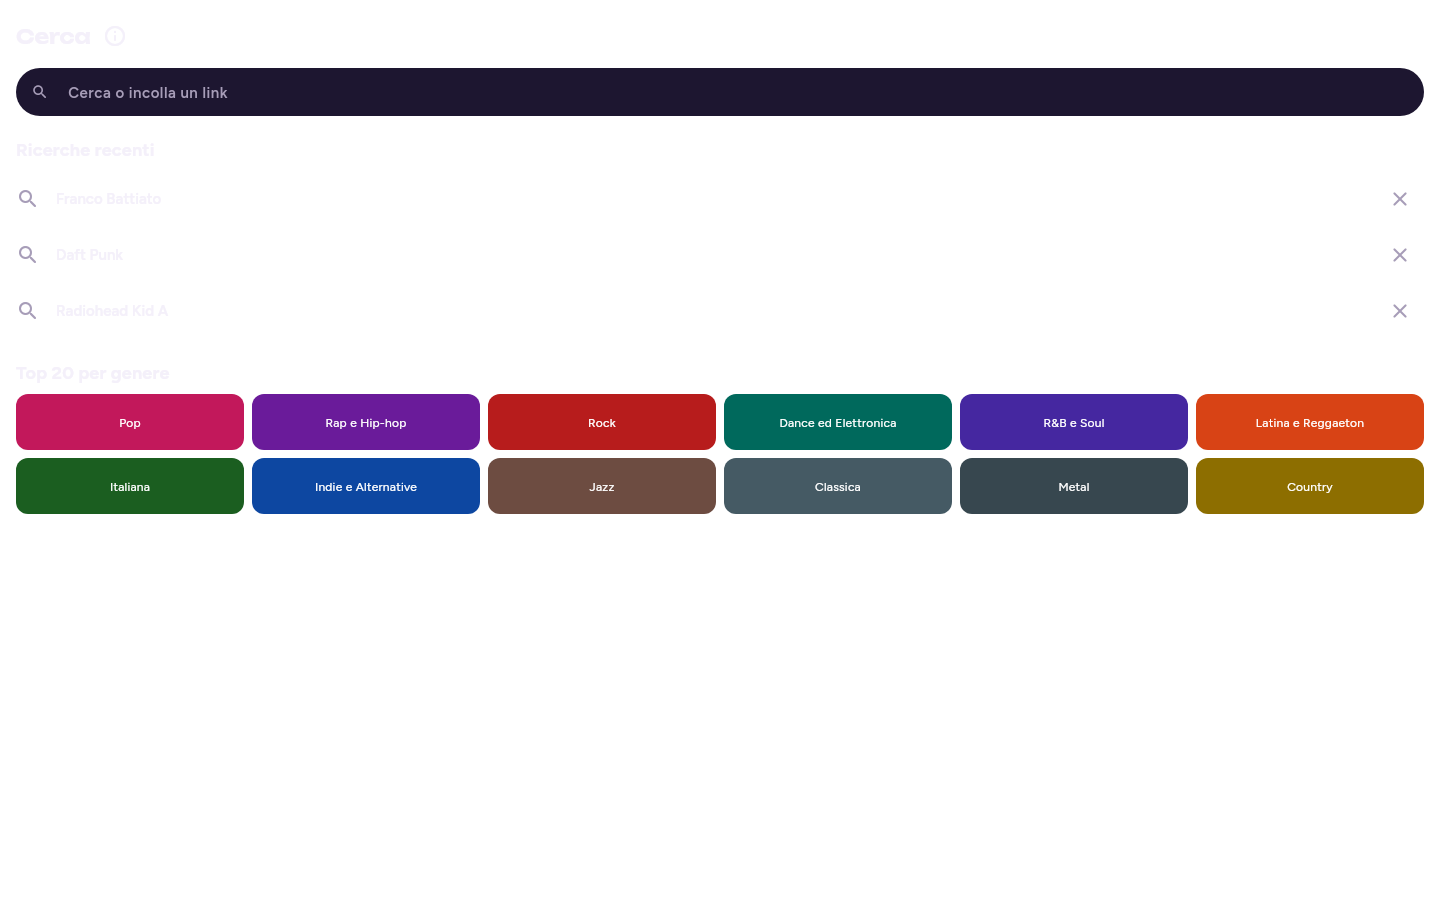 Cerca
Cerca o incolla un link
Ricerche recenti
Franco Battiato
Daft Punk
Radiohead Kid A
Top 20 per genere
Pop
Rap e Hip-hop
Rock
Dance ed Elettronica
R&B e Soul
Latina e Reggaeton
Italiana
Indie e Alternative
Jazz
Classica
Metal
Country